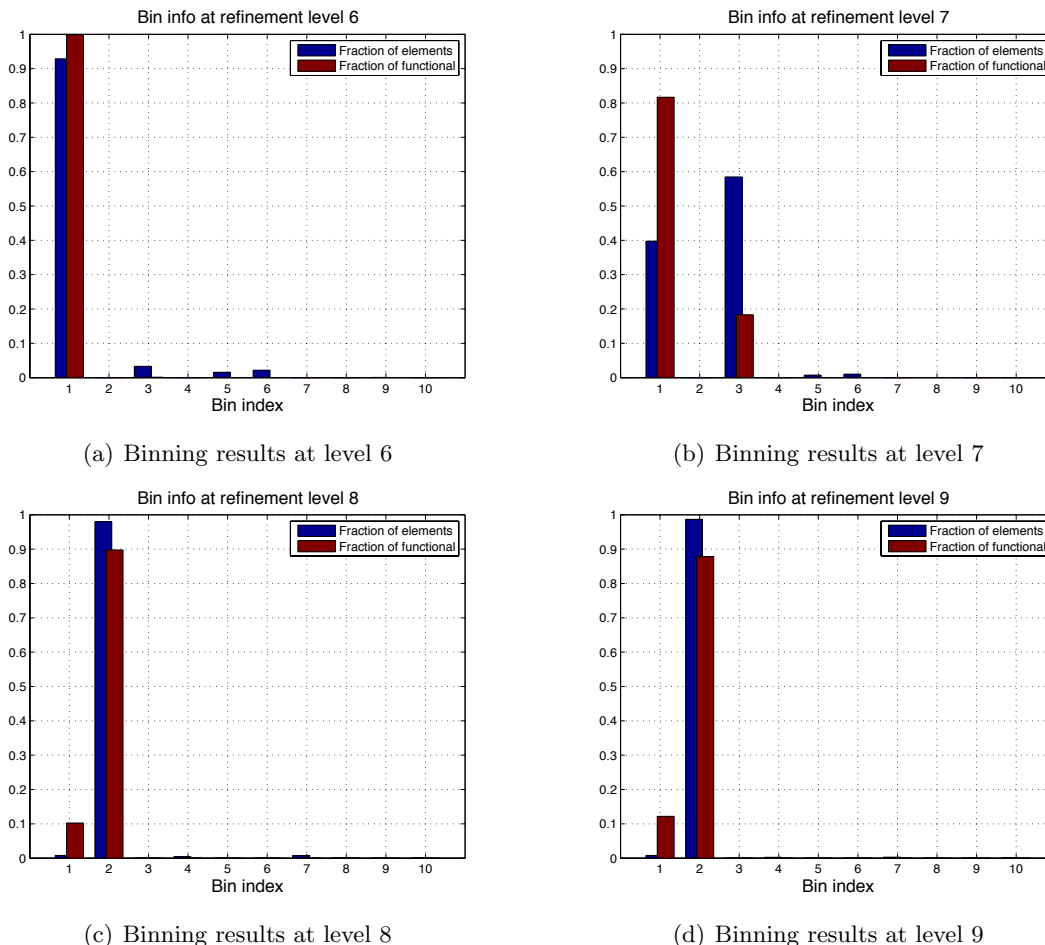 Bin info at refinement level 6
1
0.9
0.8
0.7
0.6
0.5
0.4
0.3
0.2
0.1
0
Fraction of elements
Fraction of functional
1 2 3 4 5 6 7 8 9 10
Bin index
(a) Binning results at level 6
Bin info at refinement level 7
1
0.9
0.8
0.7
0.6
0.5
0.4
0.3
0.2
0.1
0
Fraction of elements
Fraction of functional
1 2 3 4 5 6 7 8 9 10
Bin index
(b) Binning results at level 7
Bin info at refinement level 8
1
0.9
0.8
0.7
0.6
0.5
0.4
0.3
0.2
0.1
0
Fraction of elements
Fraction of functional
1 2 3 4 5 6 7 8 9 10
Bin index
(c) Binning results at level 8
Bin info at refinement level 9
1
0.9
0.8
0.7
0.6
0.5
0.4
0.3
0.2
0.1
0
Fraction of elements
Fraction of functional
1 2 3 4 5 6 7 8 9 10
Bin index
(d) Binning results at level 9